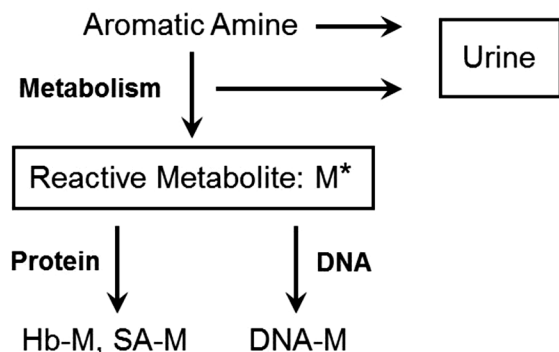 Aromatic Amine
Urine
Metabolism
Reactive Metabolite: M*
Protein
DNA
Hb-M, SA-M
DNA-M